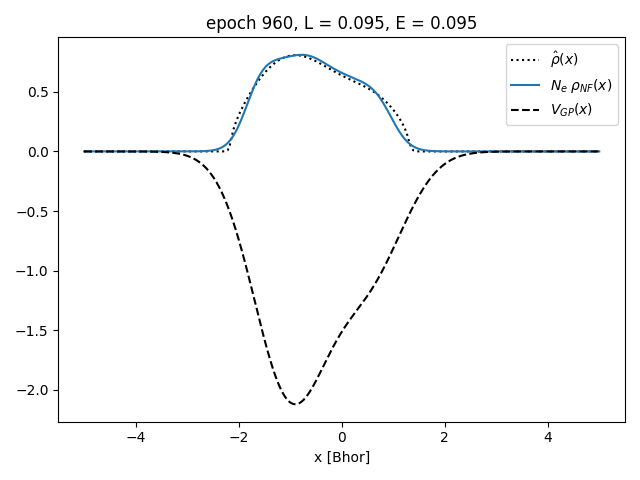 epoch 960, L = 0.095, E = 0.095
ρ̂(x)
Nₑ ρ_NF(x)
V_GP(x)
0.5
0.0
−0.5
−1.0
−1.5
−2.0
−4 −2 0 2 4
x [Bhor]